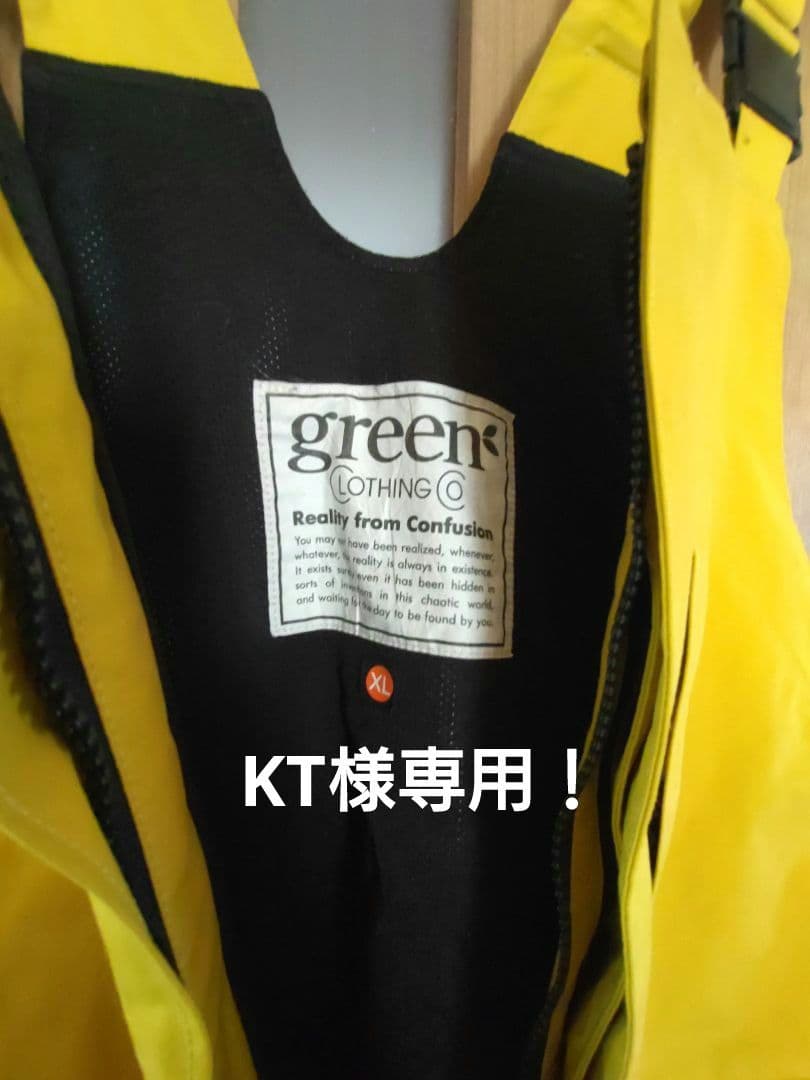 green
CLOTHING CO
Reality from Confusion
You may have been realized, whenever,
whatever, reality is always in existence.
It exists even it has been hidden in
sorts of in this chaotic world,
and waiting day to be found by you.
XL
KT様専用！